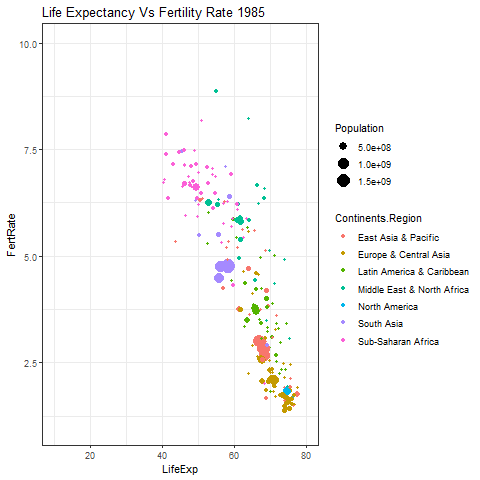 Life Expectancy Vs Fertility Rate 1985
10.0
7.5
5.0
2.5
FertRate
20
40
60
80
LifeExp
Population
5.0e+08
1.0e+09
1.5e+09
Continents.Region
East Asia & Pacific
Europe & Central Asia
Latin America & Caribbean
Middle East & North Africa
North America
South Asia
Sub-Saharan Africa